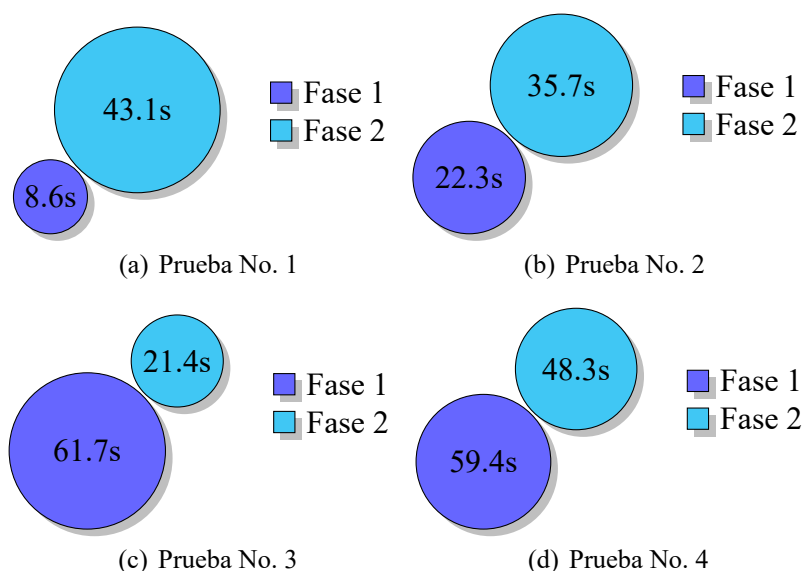 43.1s
8.6s
Fase 1
Fase 2
(a) Prueba No. 1
35.7s
22.3s
Fase 1
Fase 2
(b) Prueba No. 2
21.4s
61.7s
Fase 1
Fase 2
(c) Prueba No. 3
48.3s
59.4s
Fase 1
Fase 2
(d) Prueba No. 4